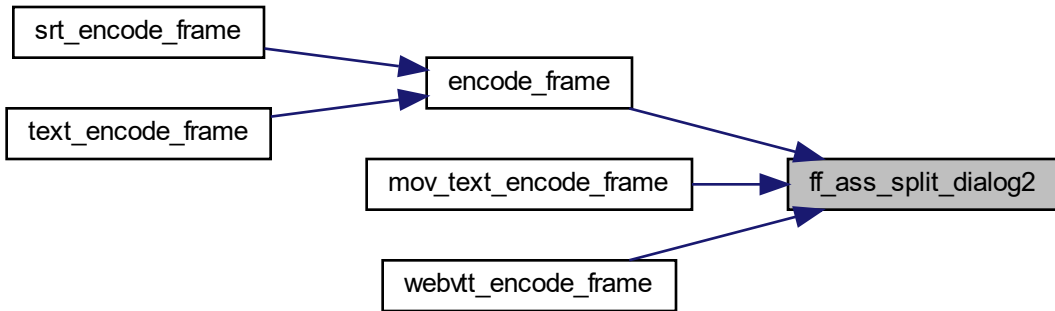 srt_encode_frame
encode_frame
text_encode_frame
mov_text_encode_frame
ff_ass_split_dialog2
webvtt_encode_frame